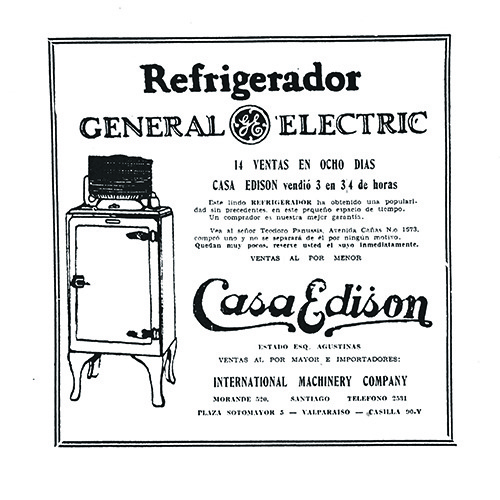 Refrigerador
GENERAL GE ELECTRIC
14 VENTAS EN OCHO DIAS
CASA EDISON vendió 3 en 3/4 de horas
Este lindo REFRIGERADOR ha obtenido una populari-
dad sin precedentes, en este pequeño espacio de tiempo.
Un comprador es nuestra mejor garantía.
Vea al señor Teodoro Panussis, Avenida Cañas N.o 1673,
compró uno y no se separará de él por ningún motivo.
Quedan muy pocos, reserve usted el suyo inmediatamente.
VENTAS AL POR MENOR
Casa Edison
ESTADO ESQ. AGUSTINAS
VENTAS AL POR MAYOR E IMPORTADORES:
INTERNATIONAL MACHINERY COMPANY
MORANDE 520, SANTIAGO TELEFONO 2531
PLAZA SOTOMAYOR 5 — VALPARAISO — CASILLA 90-V